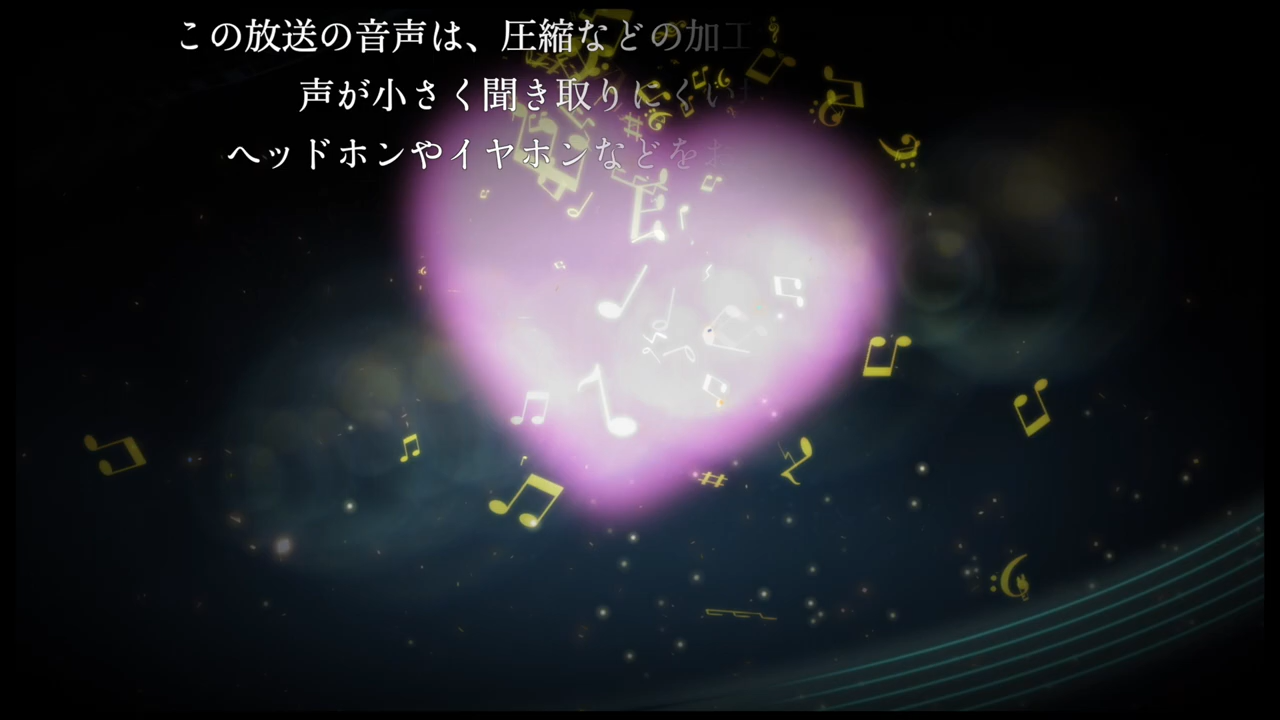 この放送の音声は、圧縮などの加工
声が小さく聞き取りにくい
ヘッドホンやイヤホンなどをお